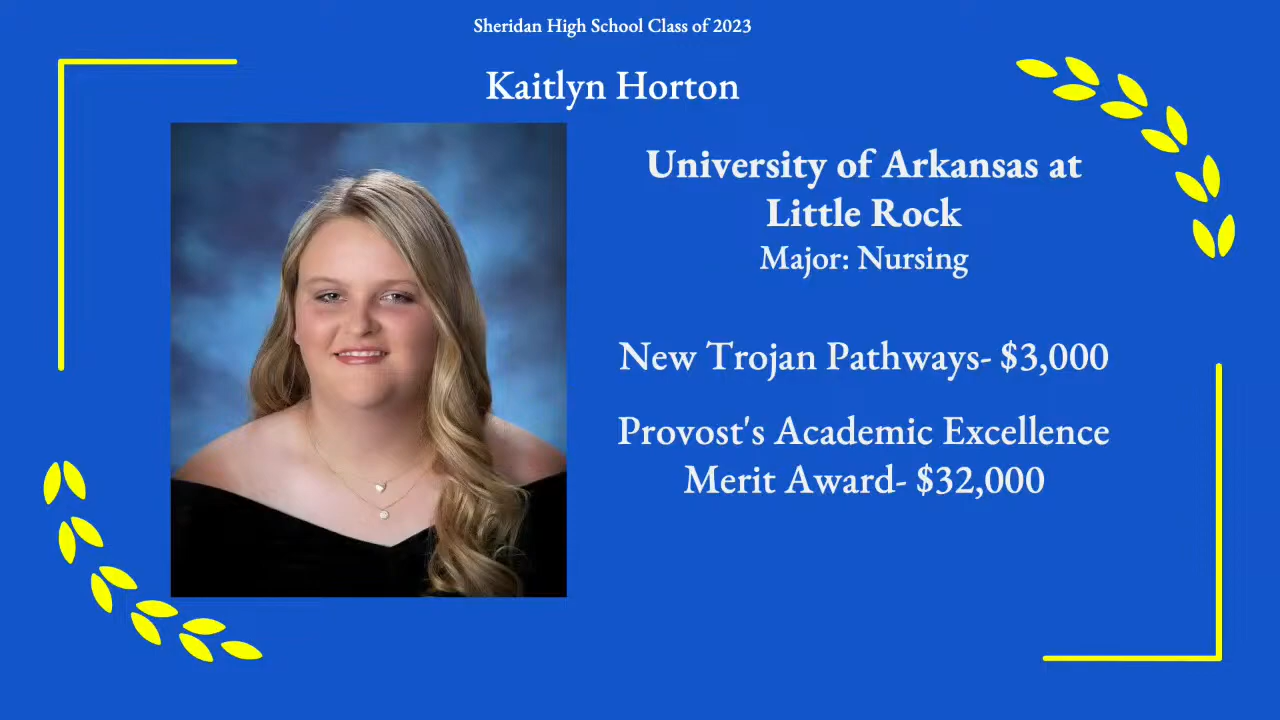 Sheridan High School Class of 2023
Kaitlyn Horton
University of Arkansas at
Little Rock
Major: Nursing
New Trojan Pathways- $3,000
Provost's Academic Excellence
Merit Award- $32,000